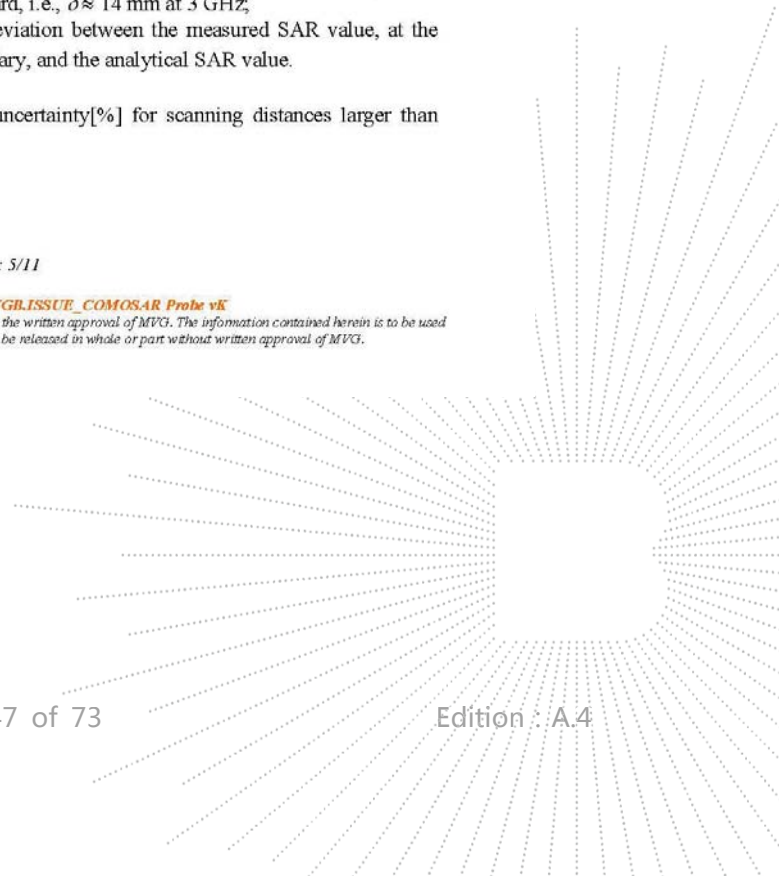 rd, i.e., δ≈ 14 mm at 3 GHz;
eviation between the measured SAR value, at the
ary, and the analytical SAR value.
uncertainty[%] for scanning distances larger than
: 5/11
GB.ISSUE_COMOSAR Probe vK
the written approval of MVG. The information contained herein is to be used
be released in whole or part without written approval of MVG.
7 of 73
Edition : A.4